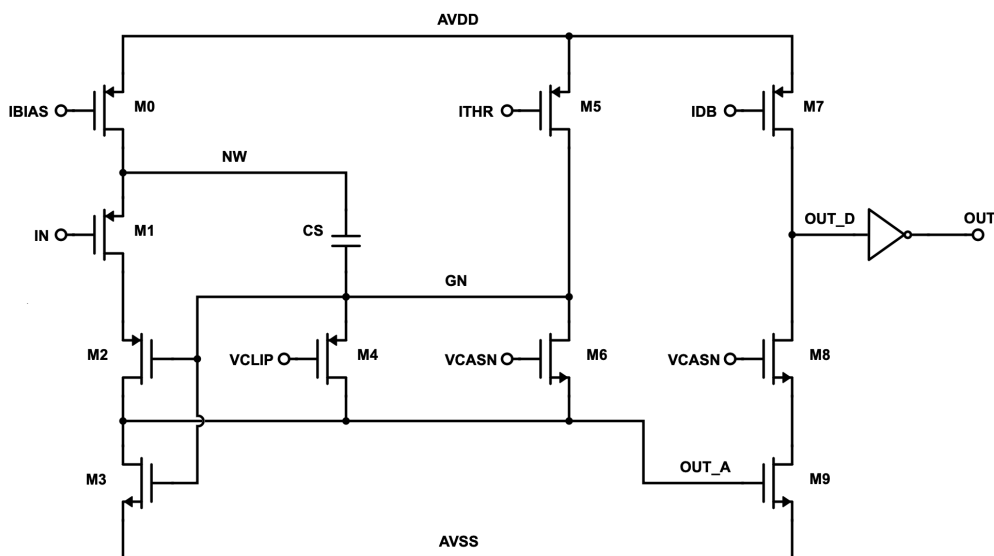 AVDD
IBIAS
M0
ITHR
M5
IDB
M7
NW
IN
M1
CS
OUT_D
OUT
GN
M2
VCLIP
M4
VCASN
M6
VCASN
M8
M3
OUT_A
M9
AVSS